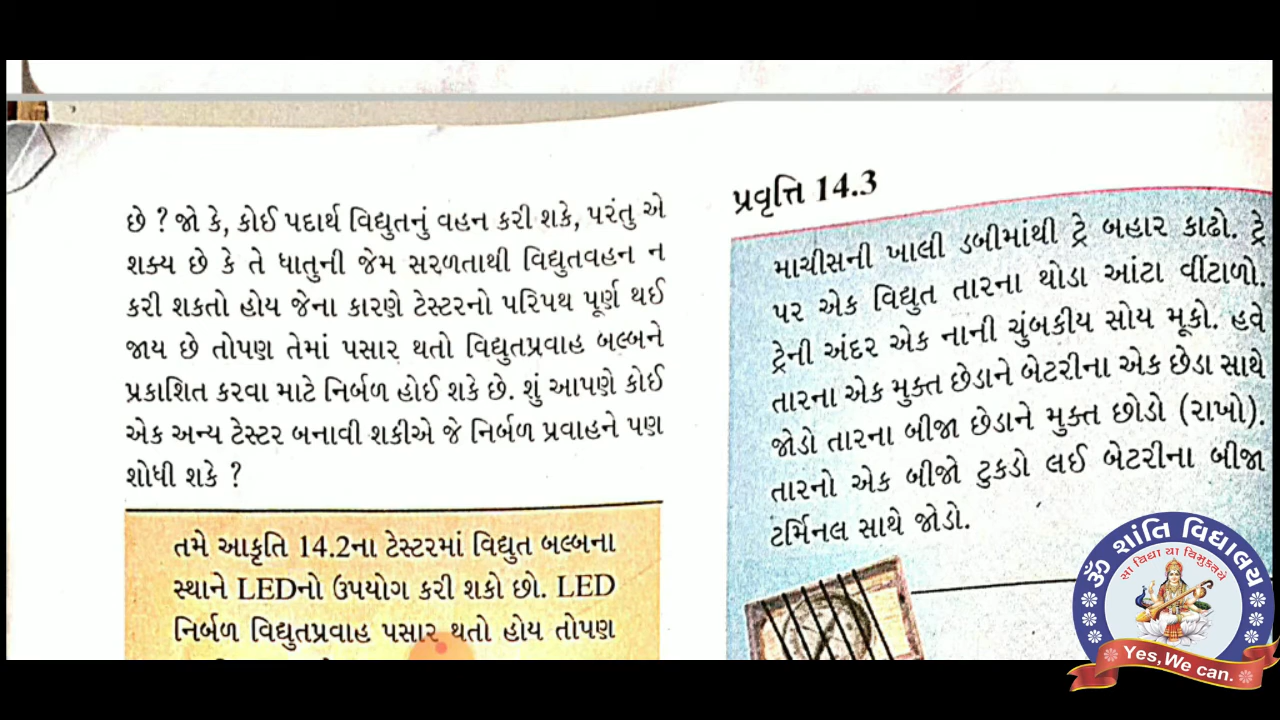 છે ? જો કે, કોઈ પદાર્થ વિદ્યુતનું વહન કરી શકે, પરંતુ એ
શક્ય છે કે તે ધાતુની જેમ સરળતાથી વિદ્યુતવહન ન
કરી શકતો હોય જેના કારણે ટેસ્ટરનો પરિપથ પૂર્ણ થઈ
જાય છે તોપણ તેમાં પસાર થતો વિદ્યુતપ્રવાહ બલ્બને
પ્રકાશિત કરવા માટે નિર્બળ હોઈ શકે છે. શું આપણે કોઈ
એક અન્ય ટેસ્ટર બનાવી શકીએ જે નિર્બળ પ્રવાહને પણ
શોધી શકે ?
તમે આકૃતિ 14.2ના ટેસ્ટરમાં વિદ્યુત બલ્બના
સ્થાને LEDનો ઉપયોગ કરી શકો છો. LED
નિર્બળ વિદ્યુતપ્રવાહ પસાર થતો હોય તોપણ
પ્રવૃત્તિ 14.3
માચીસની ખાલી ડબીમાંથી ટ્રે બહાર કાઢો. ટ્રે
પર એક વિદ્યુત તારના થોડા આંટા વીંટાળો.
ટ્રેની અંદર એક નાની ચુંબકીય સોય મૂકો. હવે
તારના એક મુક્ત છેડાને બેટરીના એક છેડા સાથે
જોડો તારના બીજા છેડાને મુક્ત છોડો (રાખો).
તારનો એક બીજો ટુકડો લઈ બેટરીના બીજા
ટર્મિનલ સાથે જોડો.
ૐ શાંતિ વિદ્યાલય
સા વિદ્યા યા વિમુક્તયે
Yes, We can.